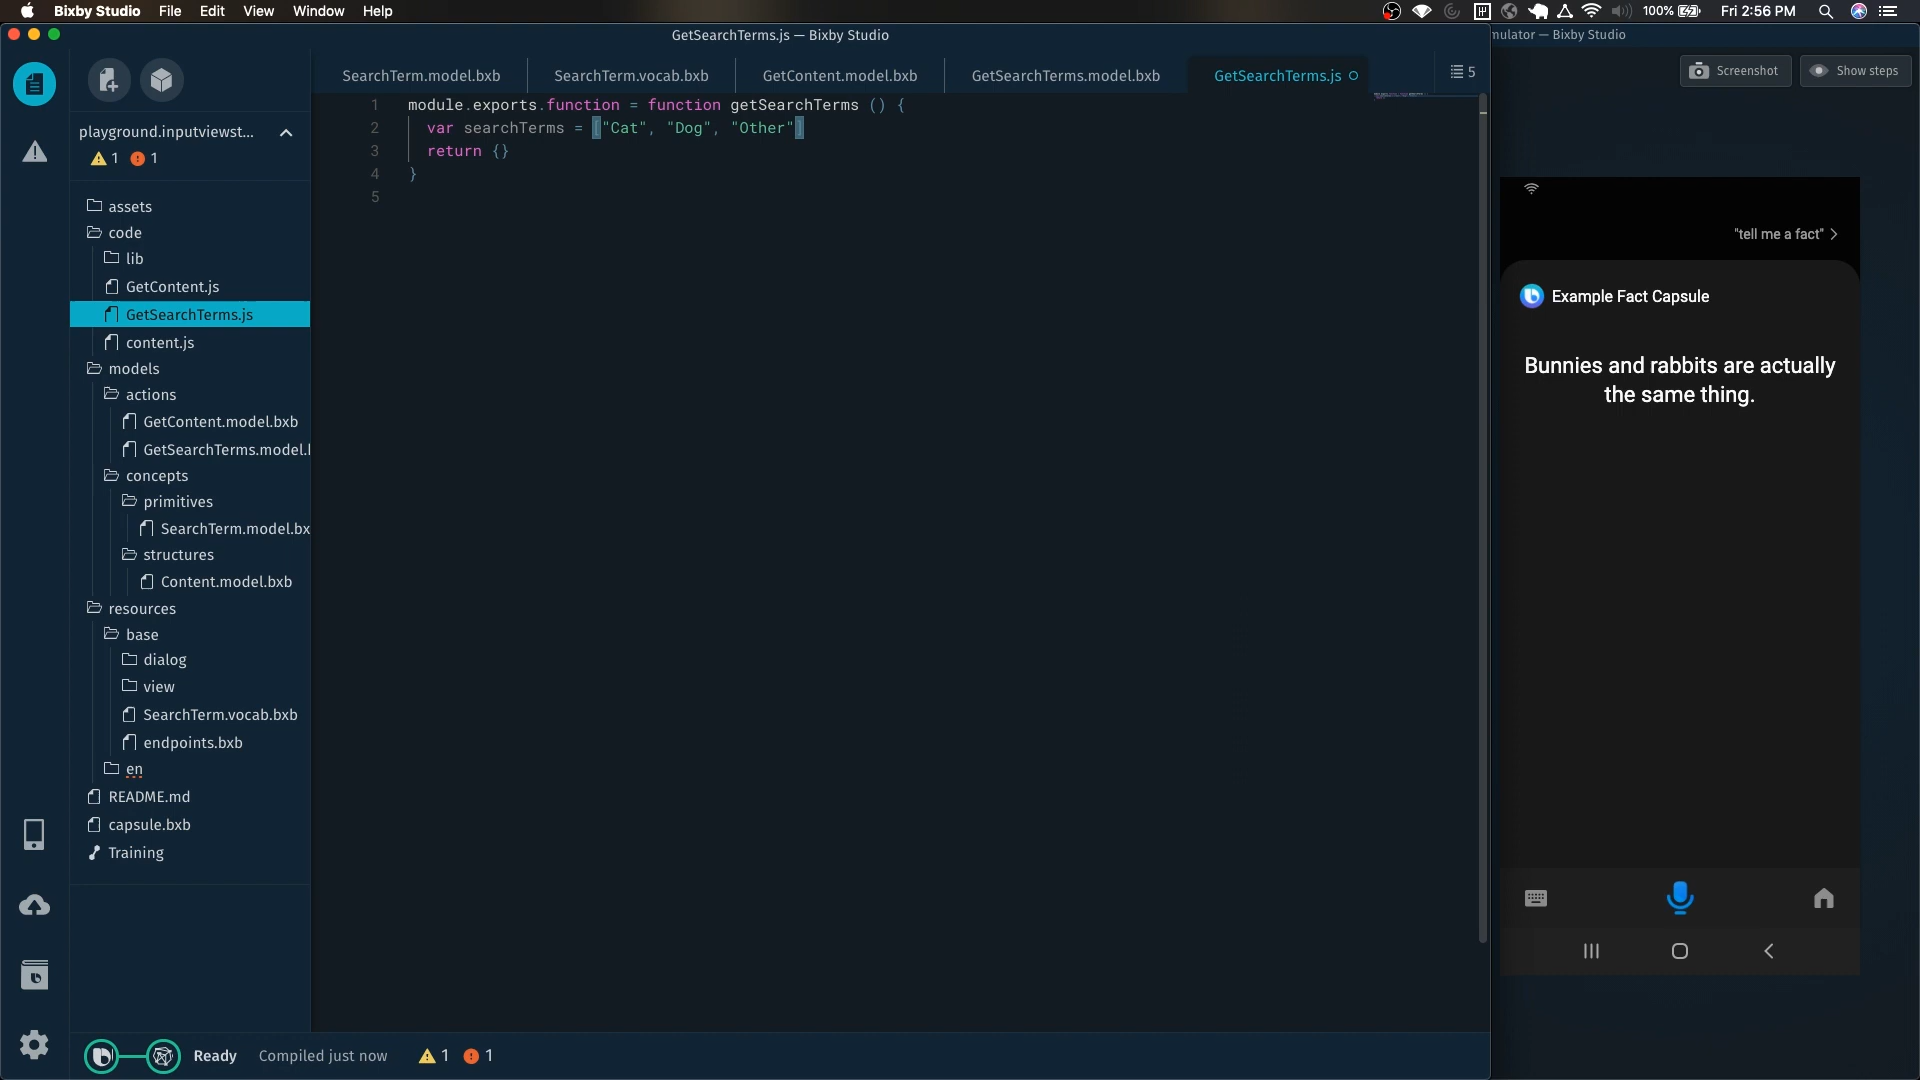 Bixby Studio File Edit View Window Help
100% Fri 2:56 PM
GetSearchTerms.js — Bixby Studio
mulator — Bixby Studio
Screenshot
Show steps
SearchTerm.model.bxb
SearchTerm.vocab.bxb
GetContent.model.bxb
GetSearchTerms.model.bxb
GetSearchTerms.js
5
playground.inputviewst...
1 1
assets
code
lib
GetContent.js
GetSearchTerms.js
content.js
models
actions
GetContent.model.bxb
GetSearchTerms.model.b
concepts
primitives
SearchTerm.model.bx
structures
Content.model.bxb
resources
base
dialog
view
SearchTerm.vocab.bxb
endpoints.bxb
en
README.md
capsule.bxb
Training
1 module.exports.function = function getSearchTerms () {
2 var searchTerms = ["Cat", "Dog", "Other"]
3 return {}
4 }
5
"tell me a fact"
Example Fact Capsule
Bunnies and rabbits are actually
the same thing.
Ready Compiled just now 1 1